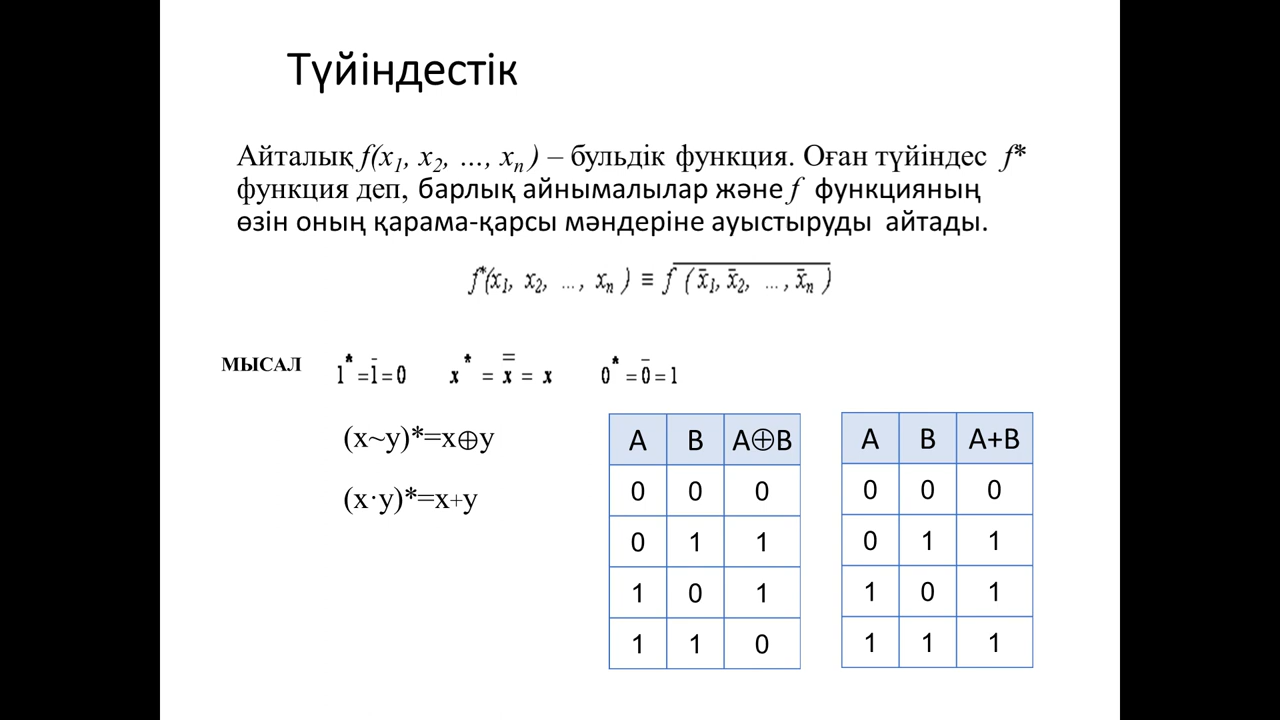 Түйіндестік
Айталық f(x₁, x₂, …, xₙ ) – бульдік функция. Оған түйіндес f*
функция деп, барлық айнымалылар және f функцияның
өзін оның қарама-қарсы мәндеріне ауыстыруды айтады.
f*(x₁, x₂, …, xₙ ) ≡ f̅ ̅(̅ x̄₁, x̄₂, …, x̄ₙ )
МЫСАЛ 1* = 1̄ = 0 x* = x̿ = x 0* = 0̄ = 1
(x~y)*=x⊕y
(x·y)*=x+y
A B A⊕B
0 0 0
0 1 1
1 0 1
1 1 0
A B A+B
0 0 0
0 1 1
1 0 1
1 1 1